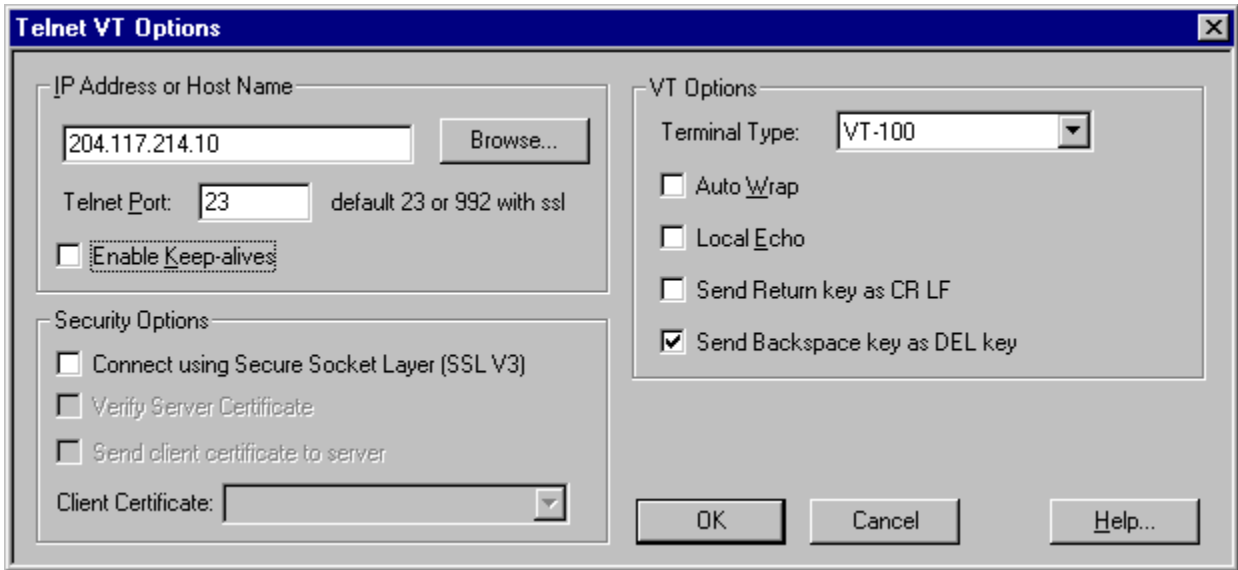 Telnet VT Options
IP Address or Host Name
204.117.214.10
Browse...
Telnet Port: 23 default 23 or 992 with ssl
Enable Keep-alives
Security Options
Connect using Secure Socket Layer (SSL V3)
Verify Server Certificate
Send client certificate to server
Client Certificate:
VT Options
Terminal Type: VT-100
Auto Wrap
Local Echo
Send Return key as CR LF
Send Backspace key as DEL key
OK
Cancel
Help...